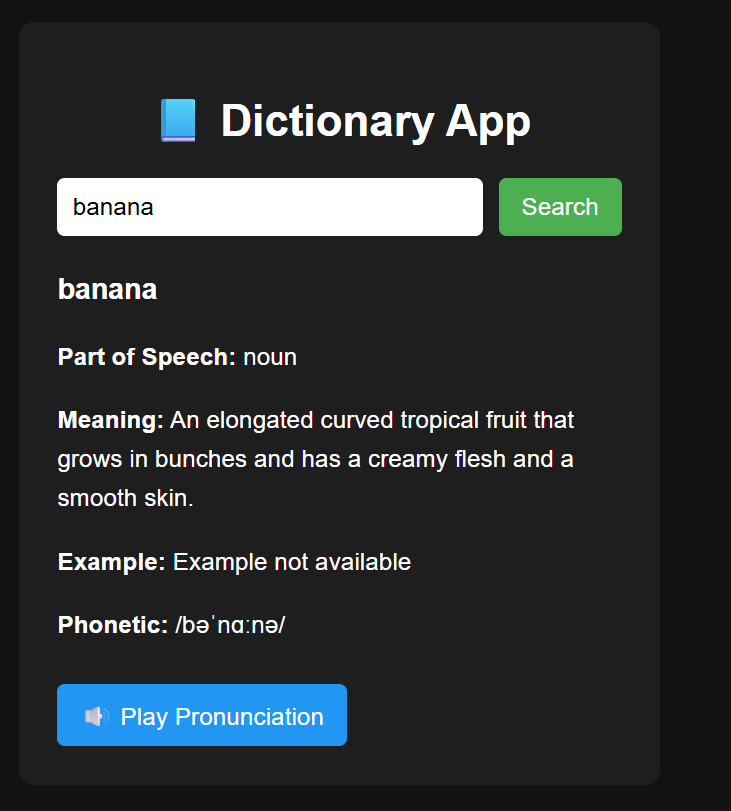 Dictionary App
banana
Search
banana
Part of Speech: noun
Meaning: An elongated curved tropical fruit that
grows in bunches and has a creamy flesh and a
smooth skin.
Example: Example not available
Phonetic: /bəˈnɑːnə/
Play Pronunciation